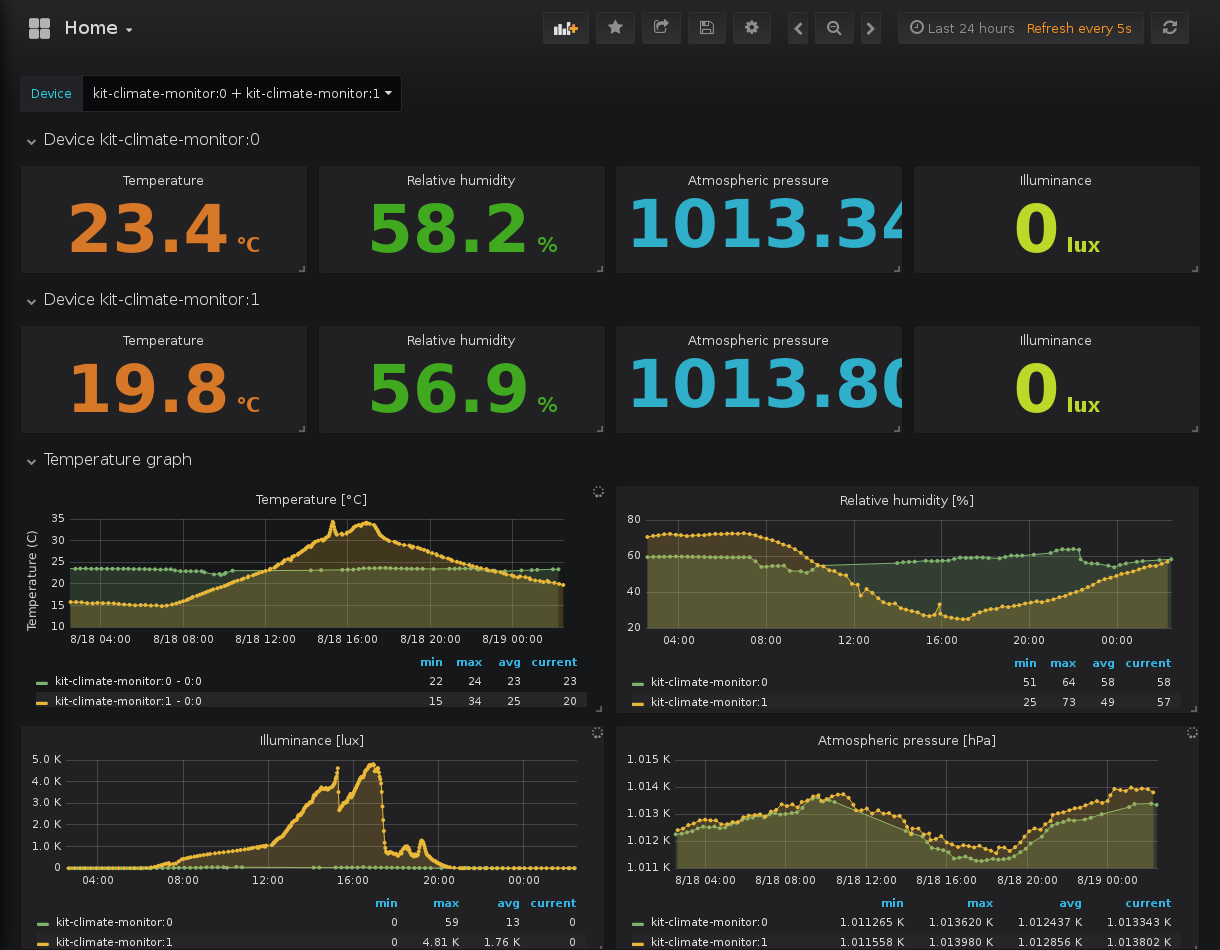 Home
Last 24 hours Refresh every 5s
Device kit-climate-monitor:0 + kit-climate-monitor:1
Device kit-climate-monitor:0
Temperature Relative humidity Atmospheric pressure Illuminance
23.4 °C 58.2 % 1013.34 0 lux
Device kit-climate-monitor:1
Temperature Relative humidity Atmospheric pressure Illuminance
19.8 °C 56.9 % 1013.80 0 lux
Temperature graph
Temperature [°C]
Temperature (C)
35
30
25
20
15
10
8/18 04:00 8/18 08:00 8/18 12:00 8/18 16:00 8/18 20:00 8/19 00:00
min max avg current
kit-climate-monitor:0 - 0:0 22 24 23 23
kit-climate-monitor:1 - 0:0 15 34 25 20
Relative humidity [%]
80
60
40
20
04:00 08:00 12:00 16:00 20:00 00:00
min max avg current
kit-climate-monitor:0 51 64 58 58
kit-climate-monitor:1 25 73 49 57
Illuminance [lux]
5.0 K
4.0 K
3.0 K
2.0 K
1.0 K
0
04:00 08:00 12:00 16:00 20:00 00:00
min max avg current
kit-climate-monitor:0 0 59 13 0
kit-climate-monitor:1 0 4.81 K 1.76 K 0
Atmospheric pressure [hPa]
1.015 K
1.014 K
1.013 K
1.012 K
1.011 K
8/18 04:00 8/18 08:00 8/18 12:00 8/18 16:00 8/18 20:00 8/19 00:00
min max avg current
kit-climate-monitor:0 1.011265 K 1.013620 K 1.012437 K 1.013343 K
kit-climate-monitor:1 1.011558 K 1.013980 K 1.012856 K 1.013802 K